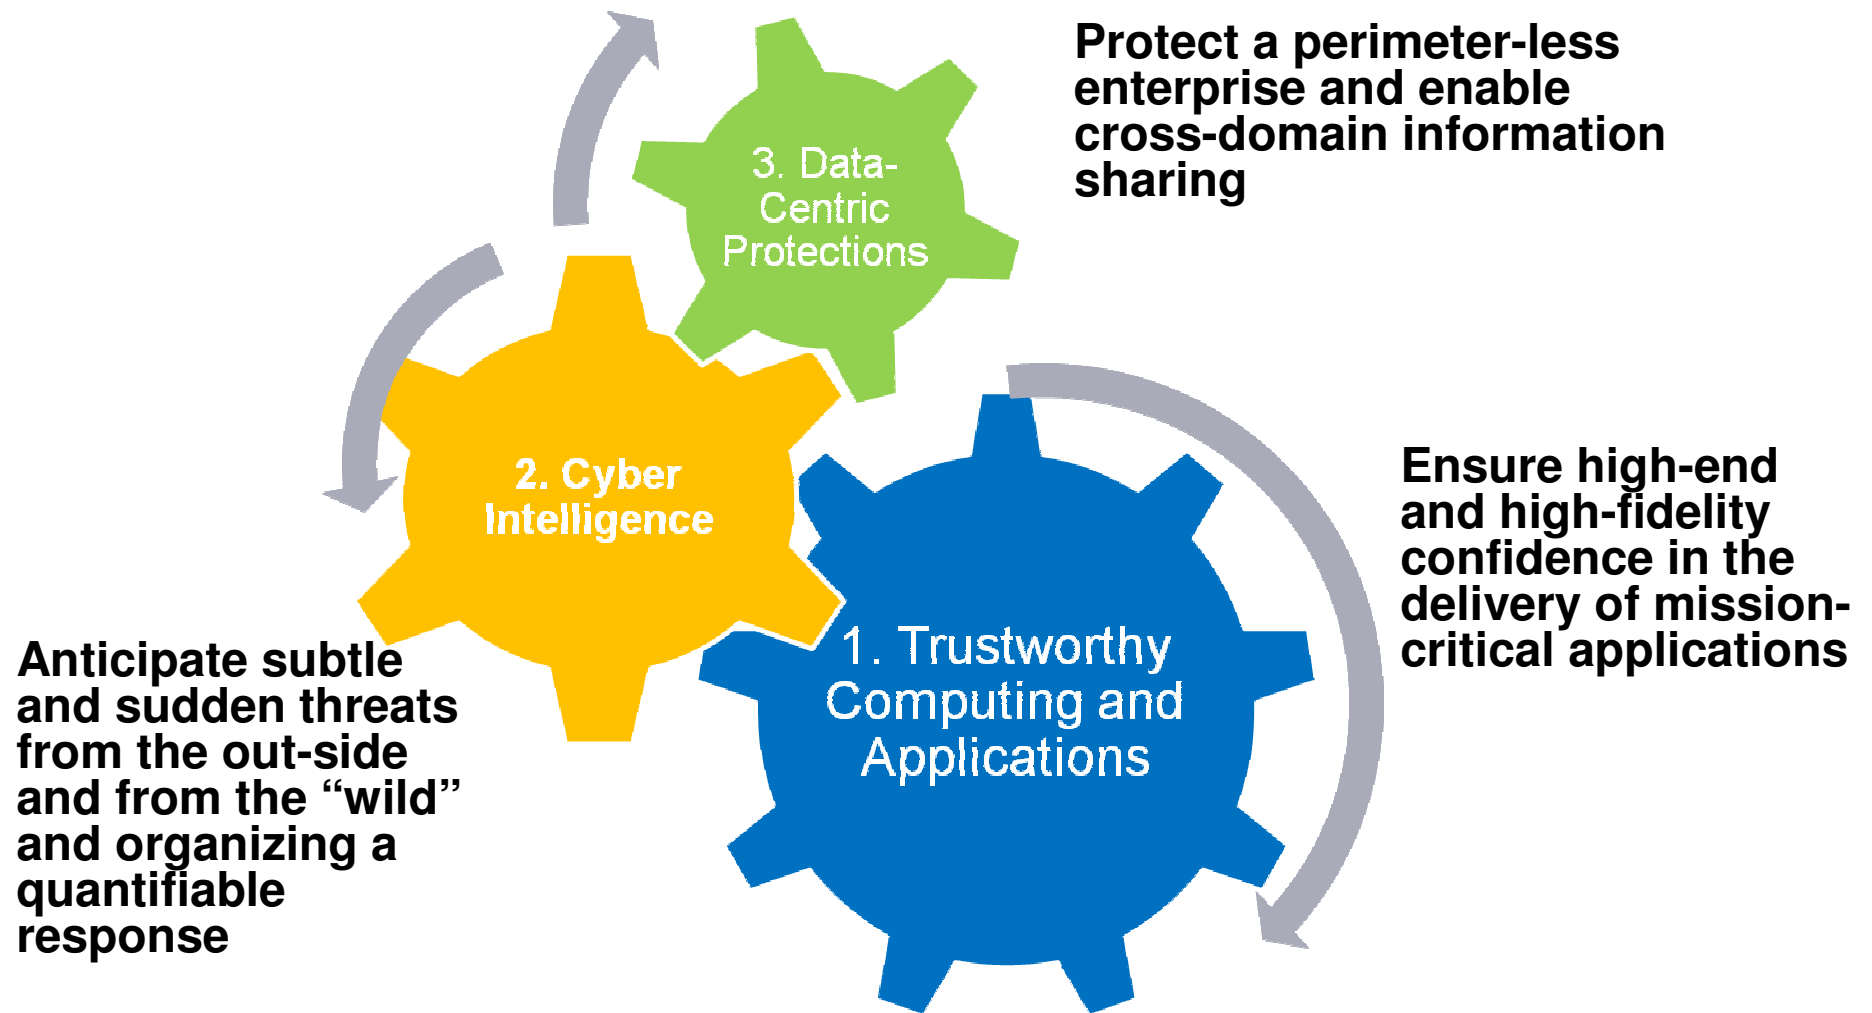 Protect a perimeter-less
enterprise and enable
cross-domain information
sharing
3. Data-
Centric
Protections
2. Cyber
Intelligence
Ensure high-end
and high-fidelity
confidence in the
delivery of mission-
critical applications
1. Trustworthy
Computing and
Applications
Anticipate subtle
and sudden threats
from the out-side
and from the “wild”
and organizing a
quantifiable
response